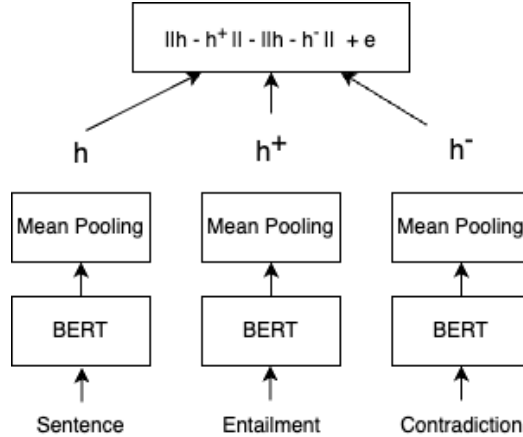 llh - h⁺ ll - llh - h⁻ ll + e
h h⁺ h⁻
Mean Pooling Mean Pooling Mean Pooling
BERT BERT BERT
Sentence Entailment Contradiction